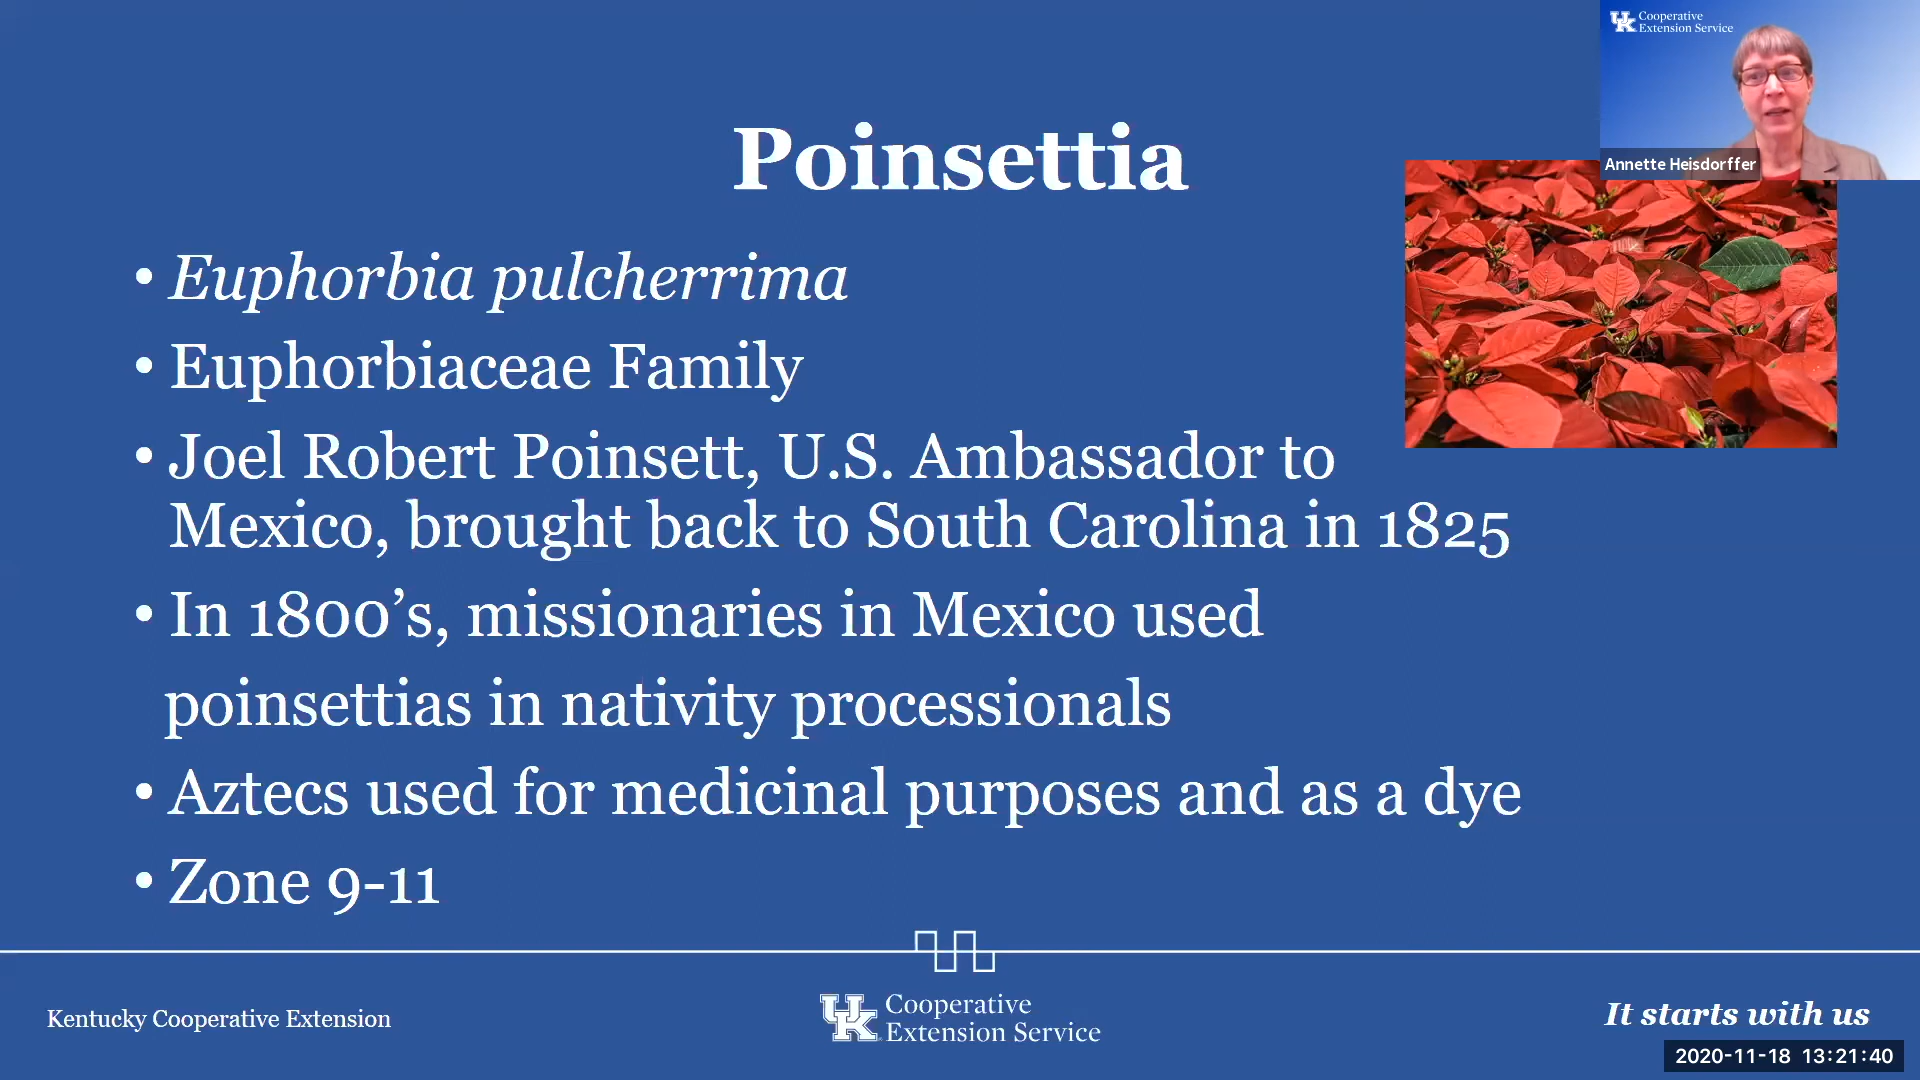 UK Cooperative
Extension Service
Annette Heisdorffer
Poinsettia
• Euphorbia pulcherrima
• Euphorbiaceae Family
• Joel Robert Poinsett, U.S. Ambassador to
Mexico, brought back to South Carolina in 1825
• In 1800’s, missionaries in Mexico used
poinsettias in nativity processionals
• Aztecs used for medicinal purposes and as a dye
• Zone 9-11
Kentucky Cooperative Extension
UK Cooperative
Extension Service
It starts with us
2020-11-18 13:21:40